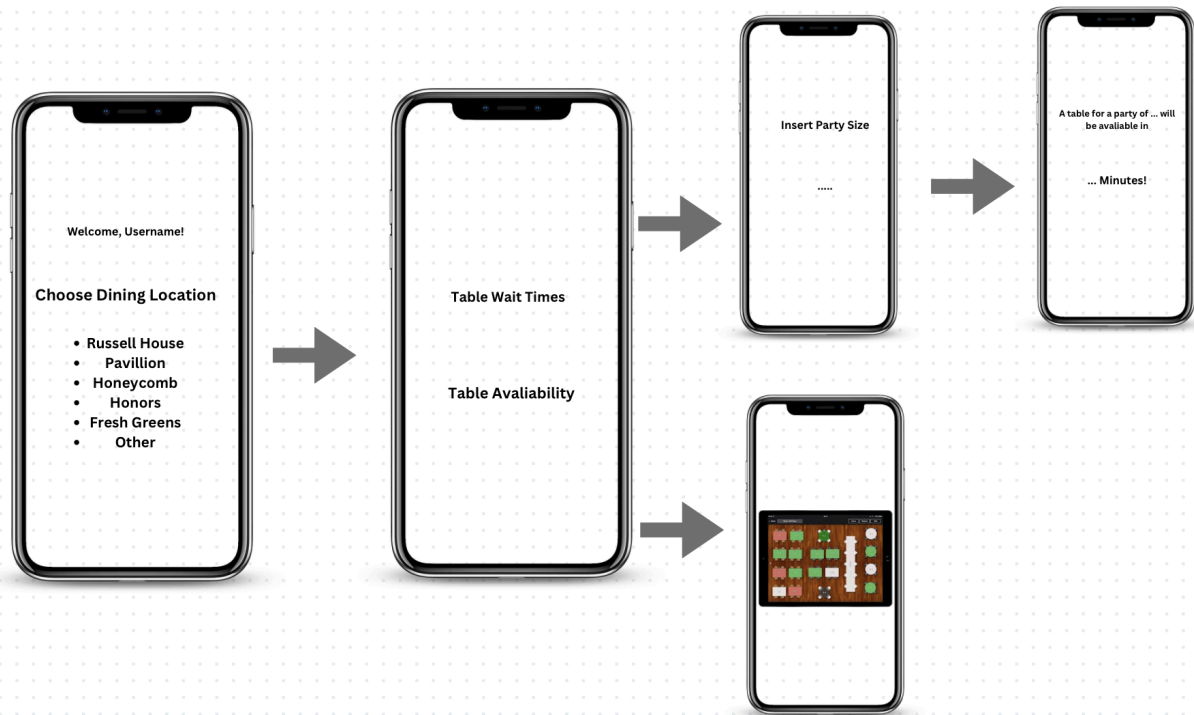 Welcome, Username!
Choose Dining Location
• Russell House
• Pavillion
• Honeycomb
• Honors
• Fresh Greens
• Other
Table Wait Times
Table Avaliability
Insert Party Size
.....
A table for a party of ... will
be avaliable in
... Minutes!